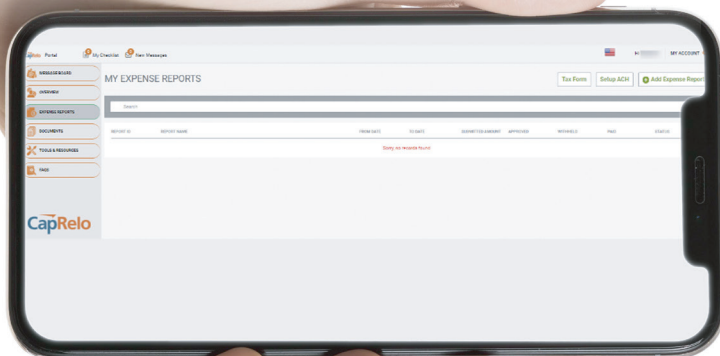 CapRelo Portal My Checklist New Messages MY ACCOUNT
MESSAGE BOARD
OVERVIEW
EXPENSE REPORTS
DOCUMENTS
TOOLS & RESOURCES
FAQS
CapRelo
MY EXPENSE REPORTS
Tax Form Setup ACH Add Expense Report
Search
REPORT ID REPORT NAME FROM DATE TO DATE SUBMITTED AMOUNT APPROVED WITHHELD PAID STATUS
Sorry, no records found